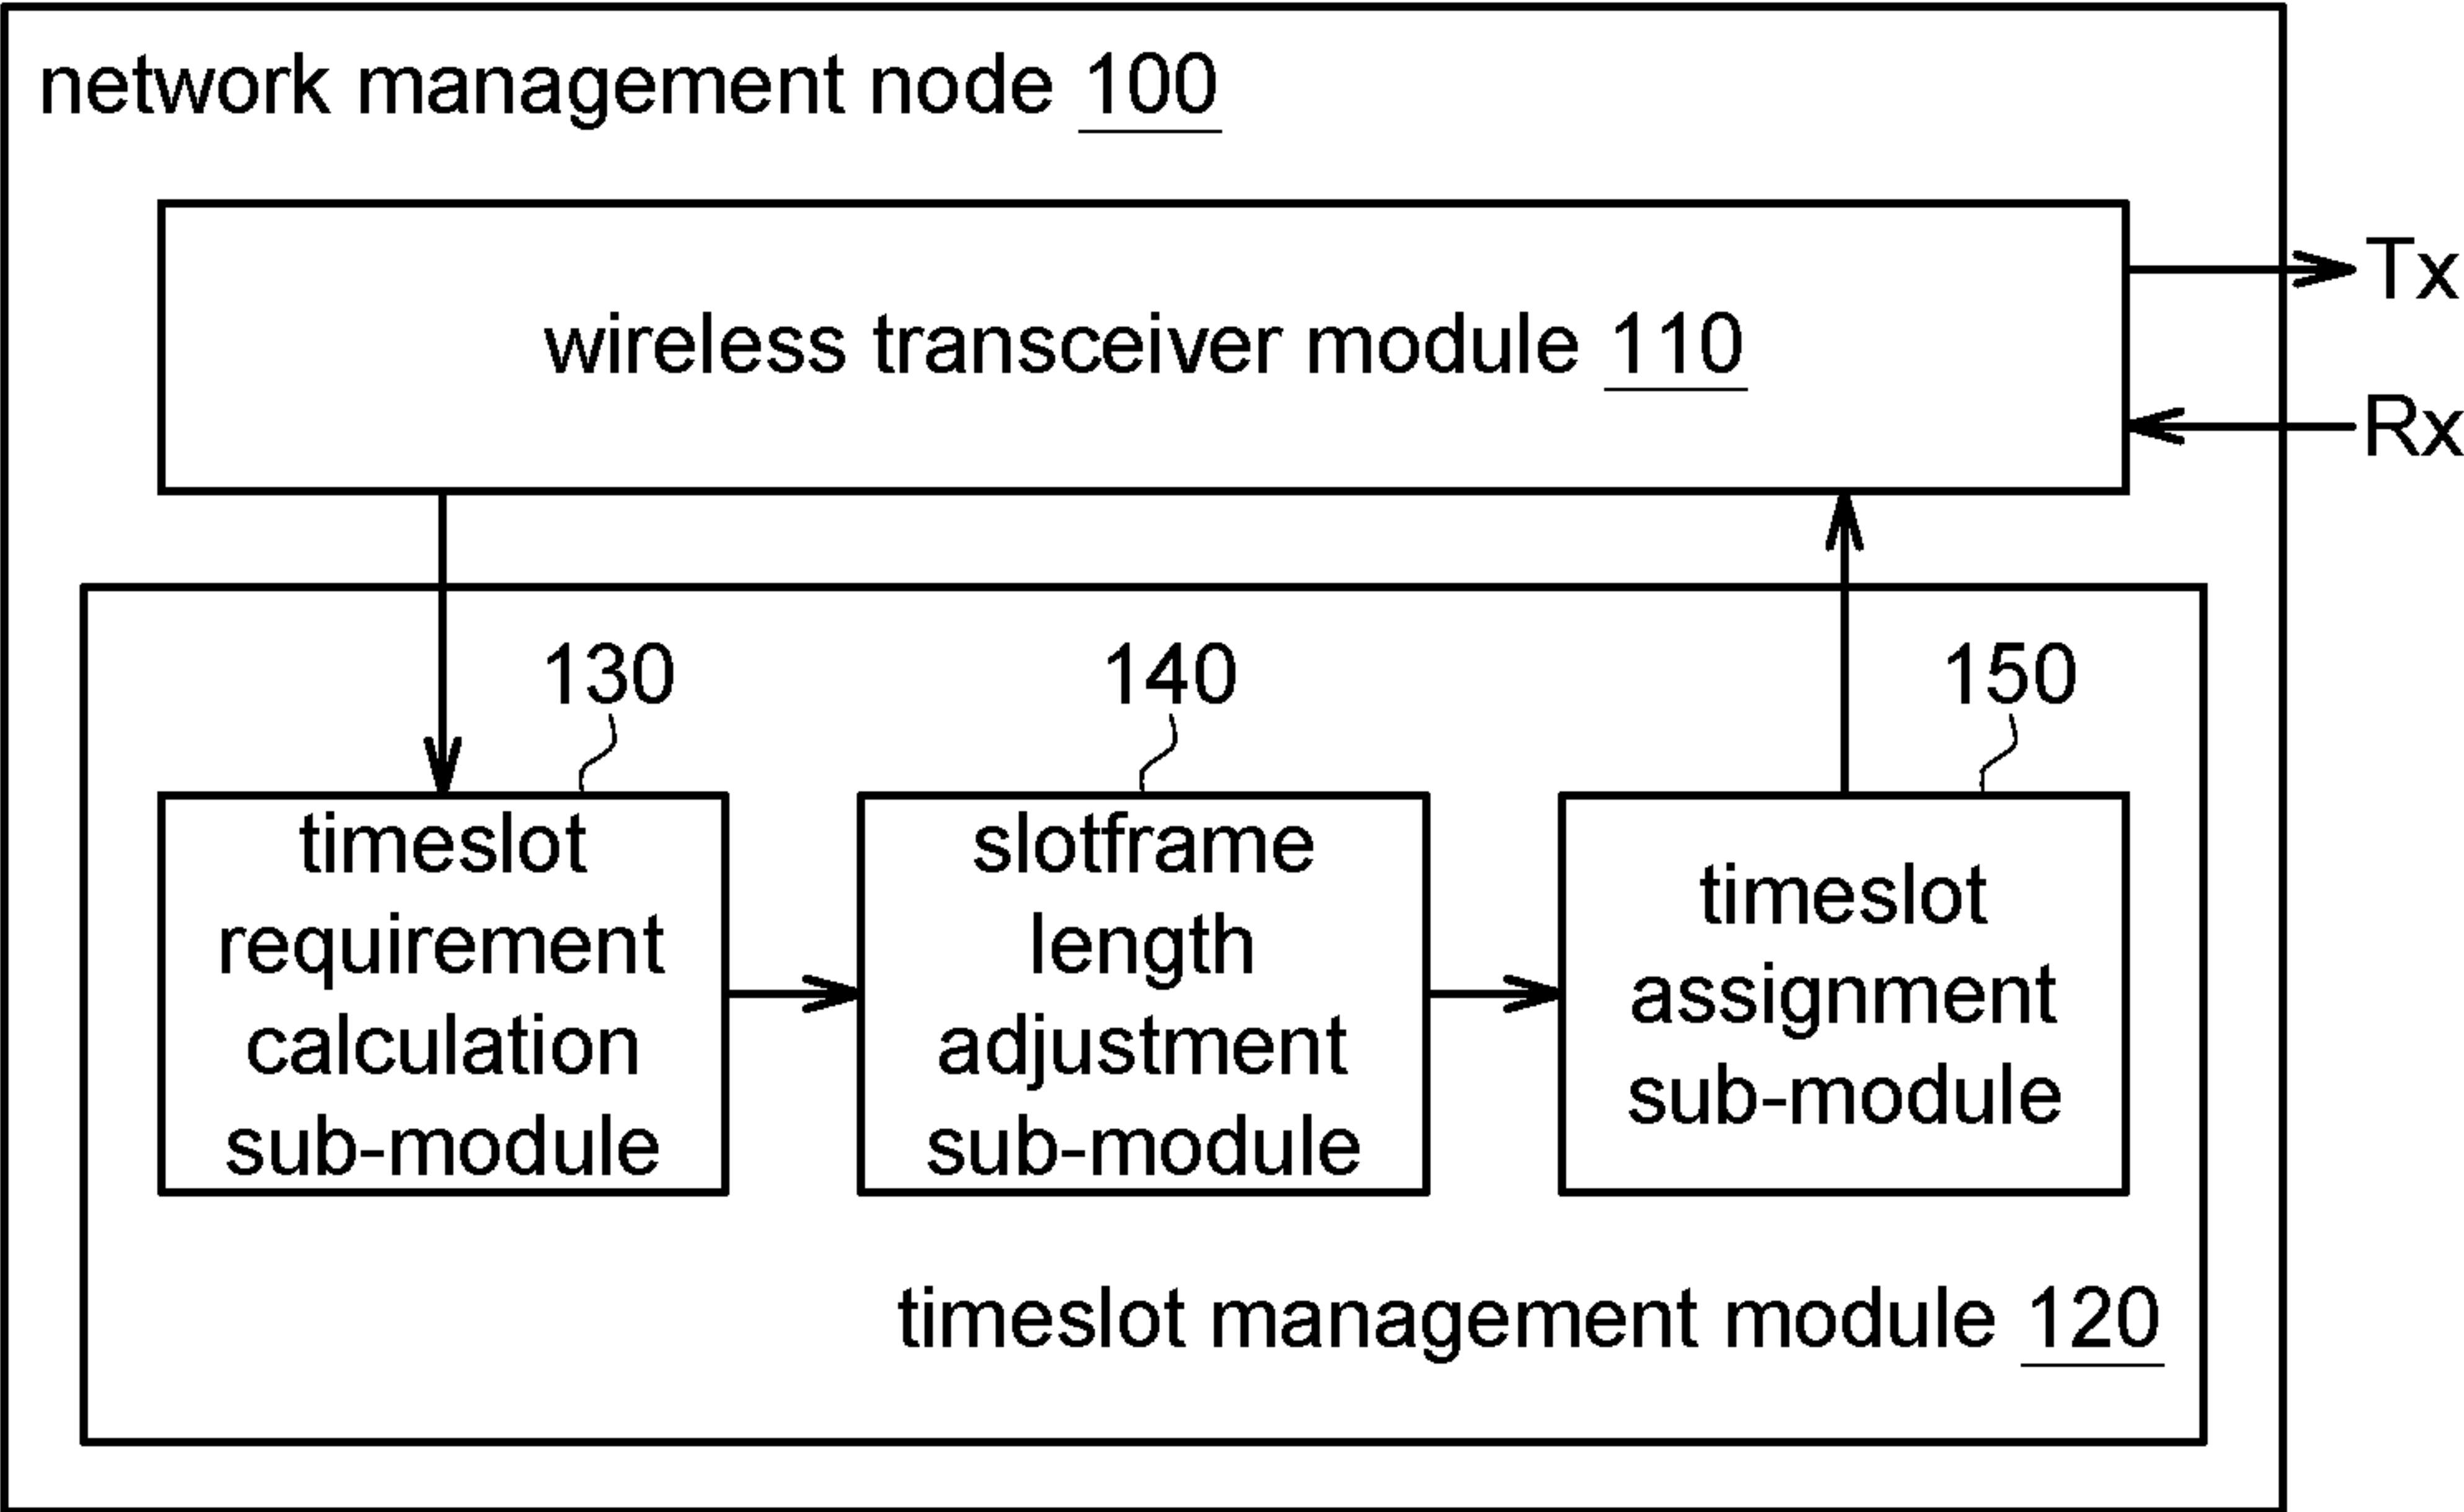 network management node 100
Tx
wireless transceiver module 110
Rx
130
140
150
timeslot
requirement
calculation
sub-module
slotframe
length
adjustment
sub-module
timeslot
assignment
sub-module
timeslot management module 120